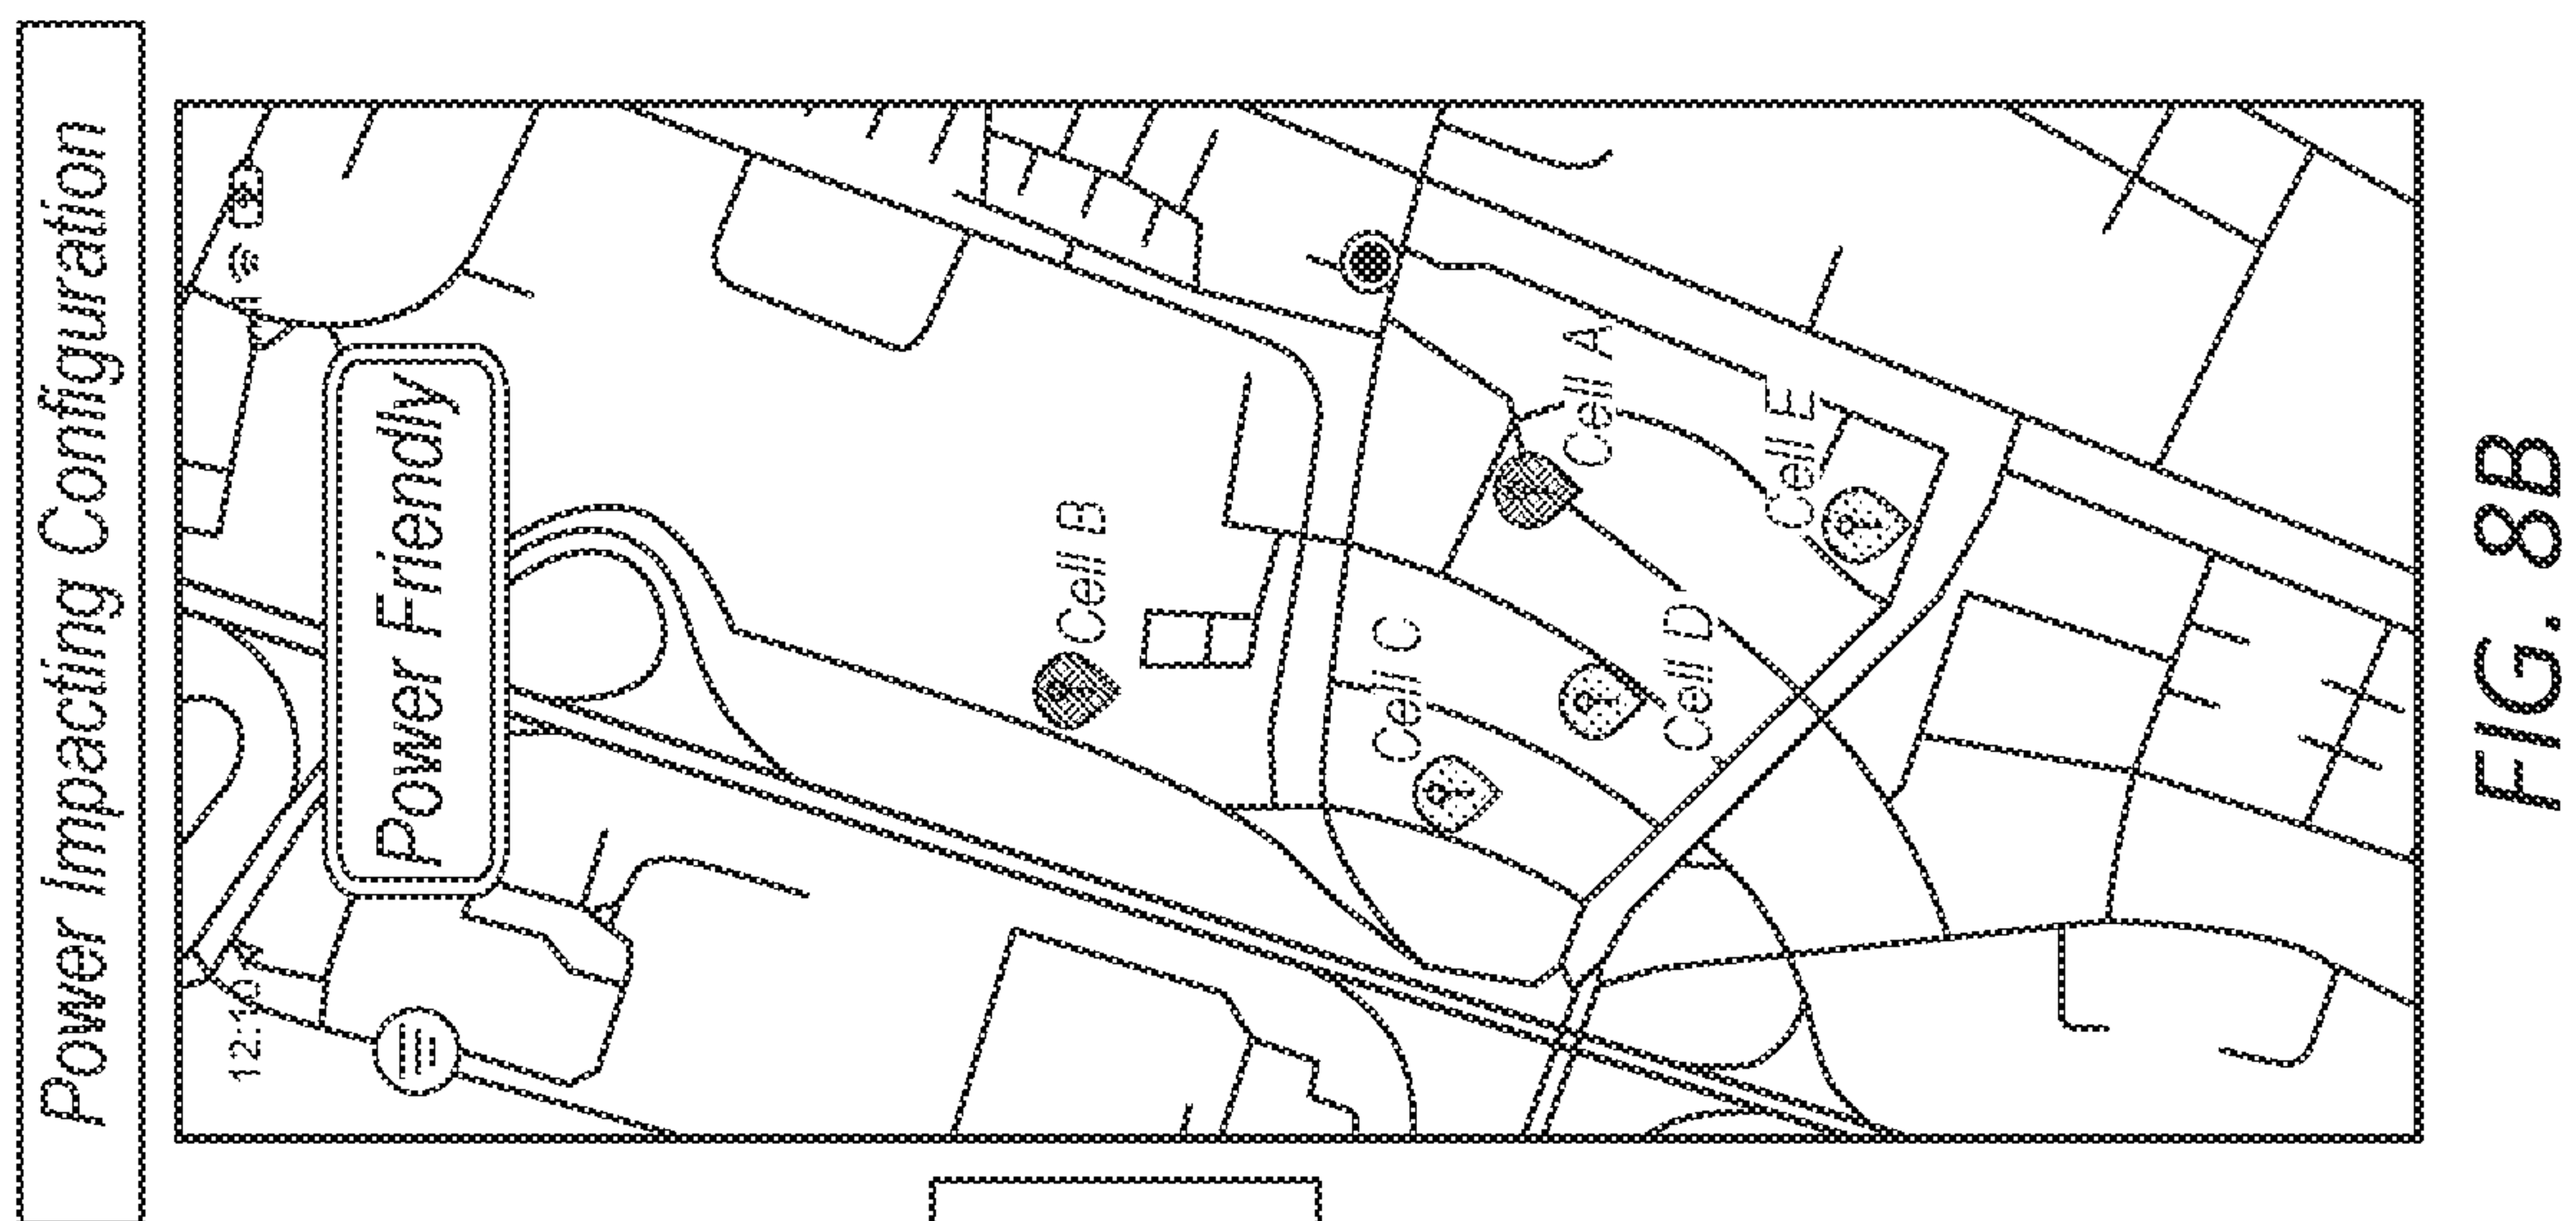 Power Impacting Configuration
Power Friendly
Cell B
Cell A
Cell C
Cell E
Cell D
FIG. 8B